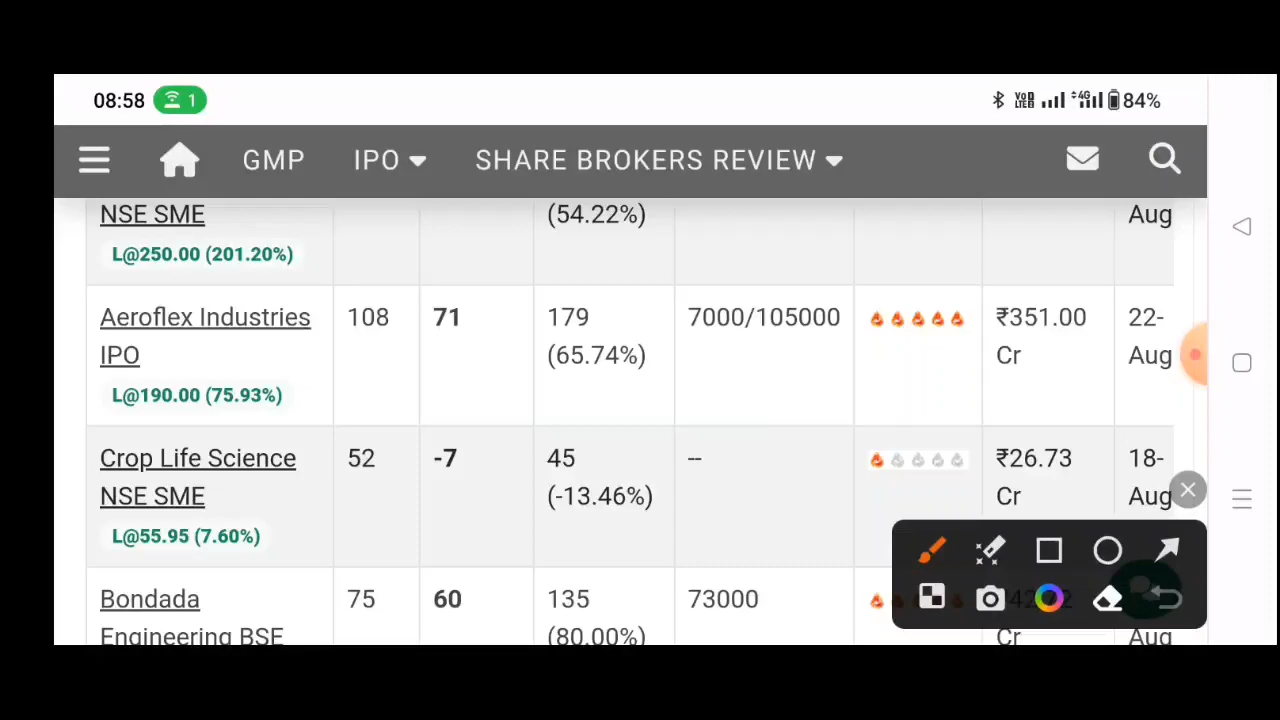 08:58 1 VoD LTEB 4G 84%
GMP IPO SHARE BROKERS REVIEW
NSE SME (54.22%) Aug
L@250.00 (201.20%)
Aeroflex Industries 108 71 179 7000/105000 ₹351.00 22-
IPO (65.74%) Cr Aug
L@190.00 (75.93%)
Crop Life Science 52 -7 45 -- ₹26.73 18-
NSE SME (-13.46%) Cr Aug
L@55.95 (7.60%)
Bondada 75 60 135 73000
Engineering BSE (80.00%) Cr Aug